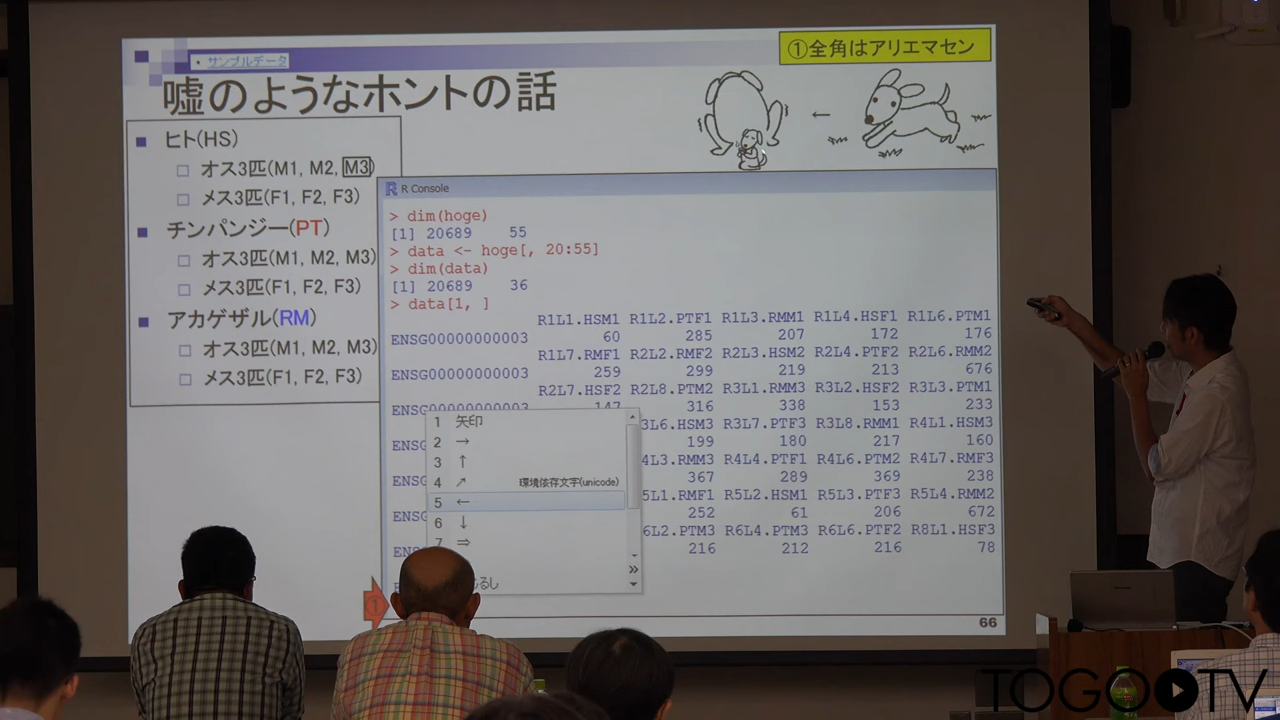 • サンプルデータ
①全角はアリエマセン
嘘のようなホントの話
←
■ ヒト(HS)
□ オス3匹(M1, M2, M3)
□ メス3匹(F1, F2, F3)
■ チンパンジー(PT)
□ オス3匹(M1, M2, M3)
□ メス3匹(F1, F2, F3)
■ アカゲザル(RM)
□ オス3匹(M1, M2, M3)
□ メス3匹(F1, F2, F3)
R Console
> dim(hoge)
[1] 20689 55
> data <- hoge[, 20:55]
> dim(data)
[1] 20689 36
> data[1, ]
R1L1.HSM1 R1L2.PTF1 R1L3.RMM1 R1L4.HSF1 R1L6.PTM1
ENSG00000000003 60 285 207 172 176
R1L7.RMF1 R2L2.RMF2 R2L3.HSM2 R2L4.PTF2 R2L6.RMM2
ENSG00000000003 259 299 219 213 676
R2L7.HSF2 R2L8.PTM2 R3L1.RMM3 R3L2.HSF2 R3L3.PTM1
ENSG00000000003 147 316 338 153 233
3L6.HSM3 R3L7.PTF3 R3L8.RMM1 R4L1.HSM3
ENSG 199 180 217 160
4L3.RMM3 R4L4.PTF1 R4L6.PTM2 R4L7.RMF3
ENSG 367 289 369 238
5L1.RMF1 R5L2.HSM1 R5L3.PTF3 R5L4.RMM2
ENSG 252 61 206 672
6L2.PTM3 R6L4.PTM3 R6L6.PTF2 R8L1.HSF3
ENS 216 212 216 78
1 矢印
2 →
3 ↑
4 ↗ 環境依存文字(unicode)
5 ←
6 ↓
7 ⇒
»
るし
①
66
TOGOTV